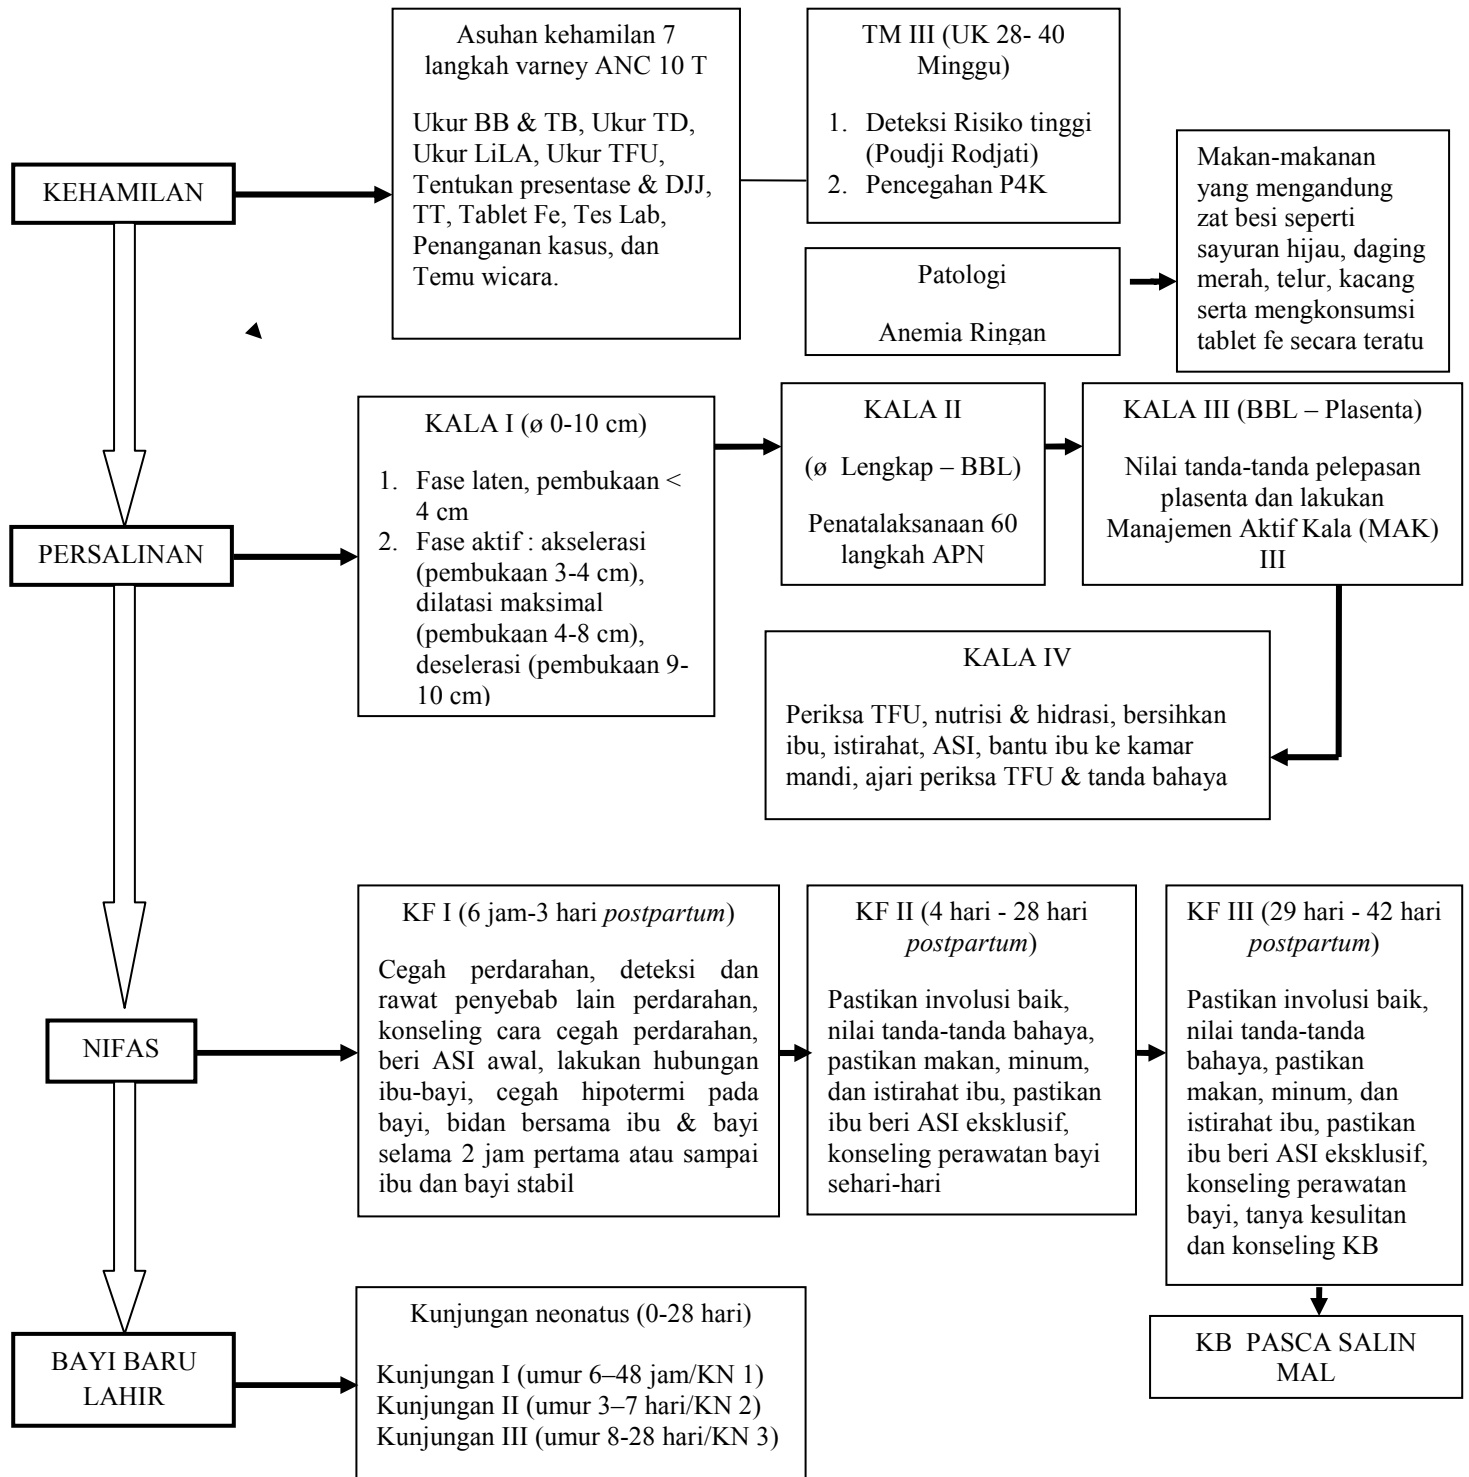 Asuhan kehamilan 7
langkah varney ANC 10 T
Ukur BB & TB, Ukur TD,
Ukur LiLA, Ukur TFU,
Tentukan presentase & DJJ,
TT, Tablet Fe, Tes Lab,
Penanganan kasus, dan
Temu wicara.
TM III (UK 28- 40
Minggu)
1. Deteksi Risiko tinggi
(Poudji Rodjati)
2. Pencegahan P4K
KEHAMILAN
Patologi
Anemia Ringan
Makan-makanan
yang mengandung
zat besi seperti
sayuran hijau, daging
merah, telur, kacang
serta mengkonsumsi
tablet fe secara teratu
PERSALINAN
KALA I (ø 0-10 cm)
1. Fase laten, pembukaan <
4 cm
2. Fase aktif : akselerasi
(pembukaan 3-4 cm),
dilatasi maksimal
(pembukaan 4-8 cm),
deselerasi (pembukaan 9-
10 cm)
KALA II
(ø Lengkap – BBL)
Penatalaksanaan 60
langkah APN
KALA III (BBL – Plasenta)
Nilai tanda-tanda pelepasan
plasenta dan lakukan
Manajemen Aktif Kala (MAK)
III
KALA IV
Periksa TFU, nutrisi & hidrasi, bersihkan
ibu, istirahat, ASI, bantu ibu ke kamar
mandi, ajari periksa TFU & tanda bahaya
NIFAS
KF I (6 jam-3 hari postpartum)
Cegah perdarahan, deteksi dan
rawat penyebab lain perdarahan,
konseling cara cegah perdarahan,
beri ASI awal, lakukan hubungan
ibu-bayi, cegah hipotermi pada
bayi, bidan bersama ibu & bayi
selama 2 jam pertama atau sampai
ibu dan bayi stabil
KF II (4 hari - 28 hari
postpartum)
Pastikan involusi baik,
nilai tanda-tanda bahaya,
pastikan makan, minum,
dan istirahat ibu, pastikan
ibu beri ASI eksklusif,
konseling perawatan bayi
sehari-hari
KF III (29 hari - 42 hari
postpartum)
Pastikan involusi baik,
nilai tanda-tanda
bahaya, pastikan
makan, minum, dan
istirahat ibu, pastikan
ibu beri ASI eksklusif,
konseling perawatan
bayi, tanya kesulitan
dan konseling KB
KB PASCA SALIN
MAL
BAYI BARU
LAHIR
Kunjungan neonatus (0-28 hari)
Kunjungan I (umur 6–48 jam/KN 1)
Kunjungan II (umur 3–7 hari/KN 2)
Kunjungan III (umur 8-28 hari/KN 3)